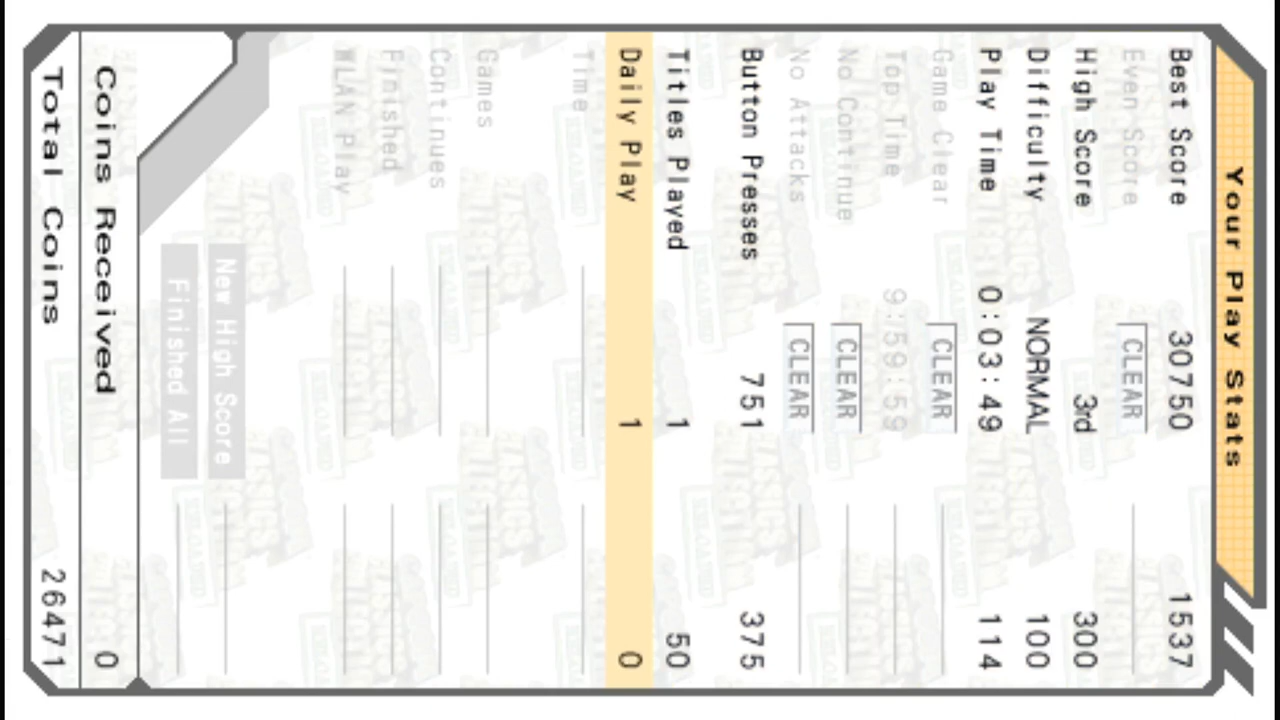 Your Play Stats
Best Score 30750 1537
Even Score CLEAR
High Score 3rd 300
Difficulty NORMAL 100
Play Time 0:03:49 114
Game Clear CLEAR
Top Time 9:59:59
No Continue CLEAR
No Attacks CLEAR
Button Presses 751 375
Titles Played 1 50
Daily Play 1 0
Time
Games
Continues
Finished
WLAN Play
New High Score
Finished All
Coins Received 0
Total Coins 26471